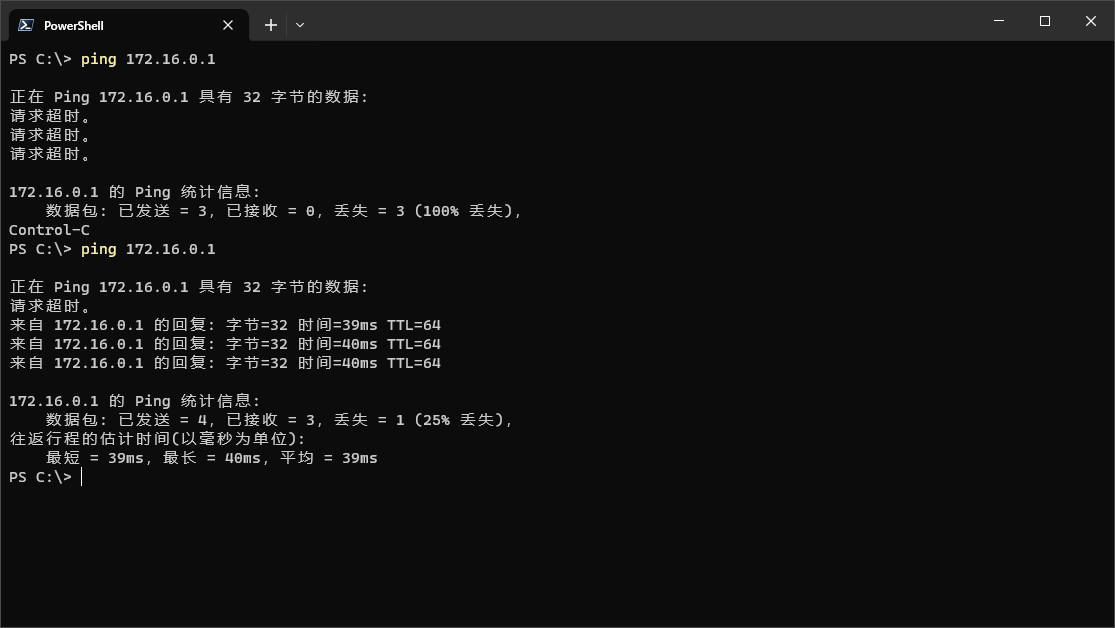 PowerShell
PS C:\> ping 172.16.0.1
正在 Ping 172.16.0.1 具有 32 字节的数据:
请求超时。
请求超时。
请求超时。
172.16.0.1 的 Ping 统计信息:
    数据包: 已发送 = 3, 已接收 = 0, 丢失 = 3 (100% 丢失),
Control-C
PS C:\> ping 172.16.0.1
正在 Ping 172.16.0.1 具有 32 字节的数据:
请求超时。
来自 172.16.0.1 的回复: 字节=32 时间=39ms TTL=64
来自 172.16.0.1 的回复: 字节=32 时间=40ms TTL=64
来自 172.16.0.1 的回复: 字节=32 时间=40ms TTL=64
172.16.0.1 的 Ping 统计信息:
    数据包: 已发送 = 4, 已接收 = 3, 丢失 = 1 (25% 丢失),
往返行程的估计时间(以毫秒为单位):
    最短 = 39ms, 最长 = 40ms, 平均 = 39ms
PS C:\>